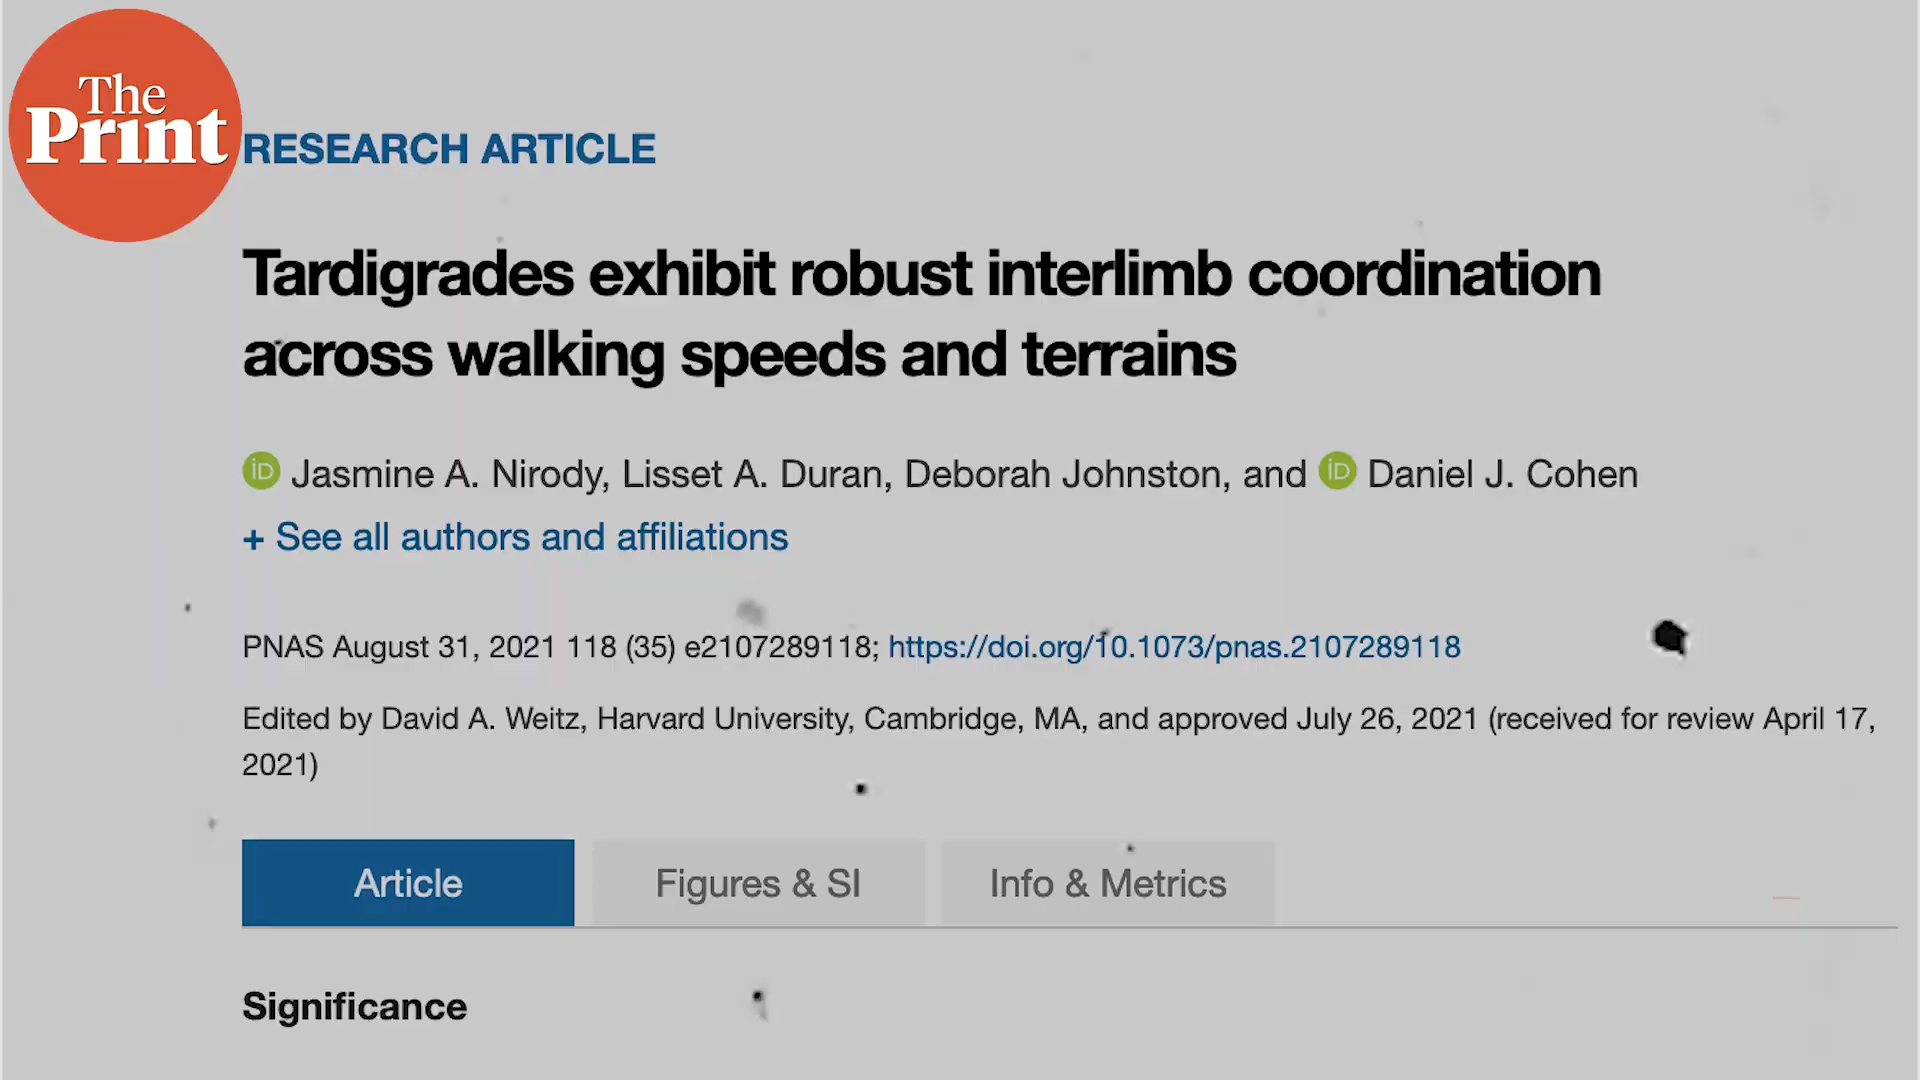 The
Print
RESEARCH ARTICLE
Tardigrades exhibit robust interlimb coordination
across walking speeds and terrains
iD Jasmine A. Nirody, Lisset A. Duran, Deborah Johnston, and iD Daniel J. Cohen
+ See all authors and affiliations
PNAS August 31, 2021 118 (35) e2107289118; https://doi.org/10.1073/pnas.2107289118
Edited by David A. Weitz, Harvard University, Cambridge, MA, and approved July 26, 2021 (received for review April 17,
2021)
Article Figures & SI Info & Metrics
Significance